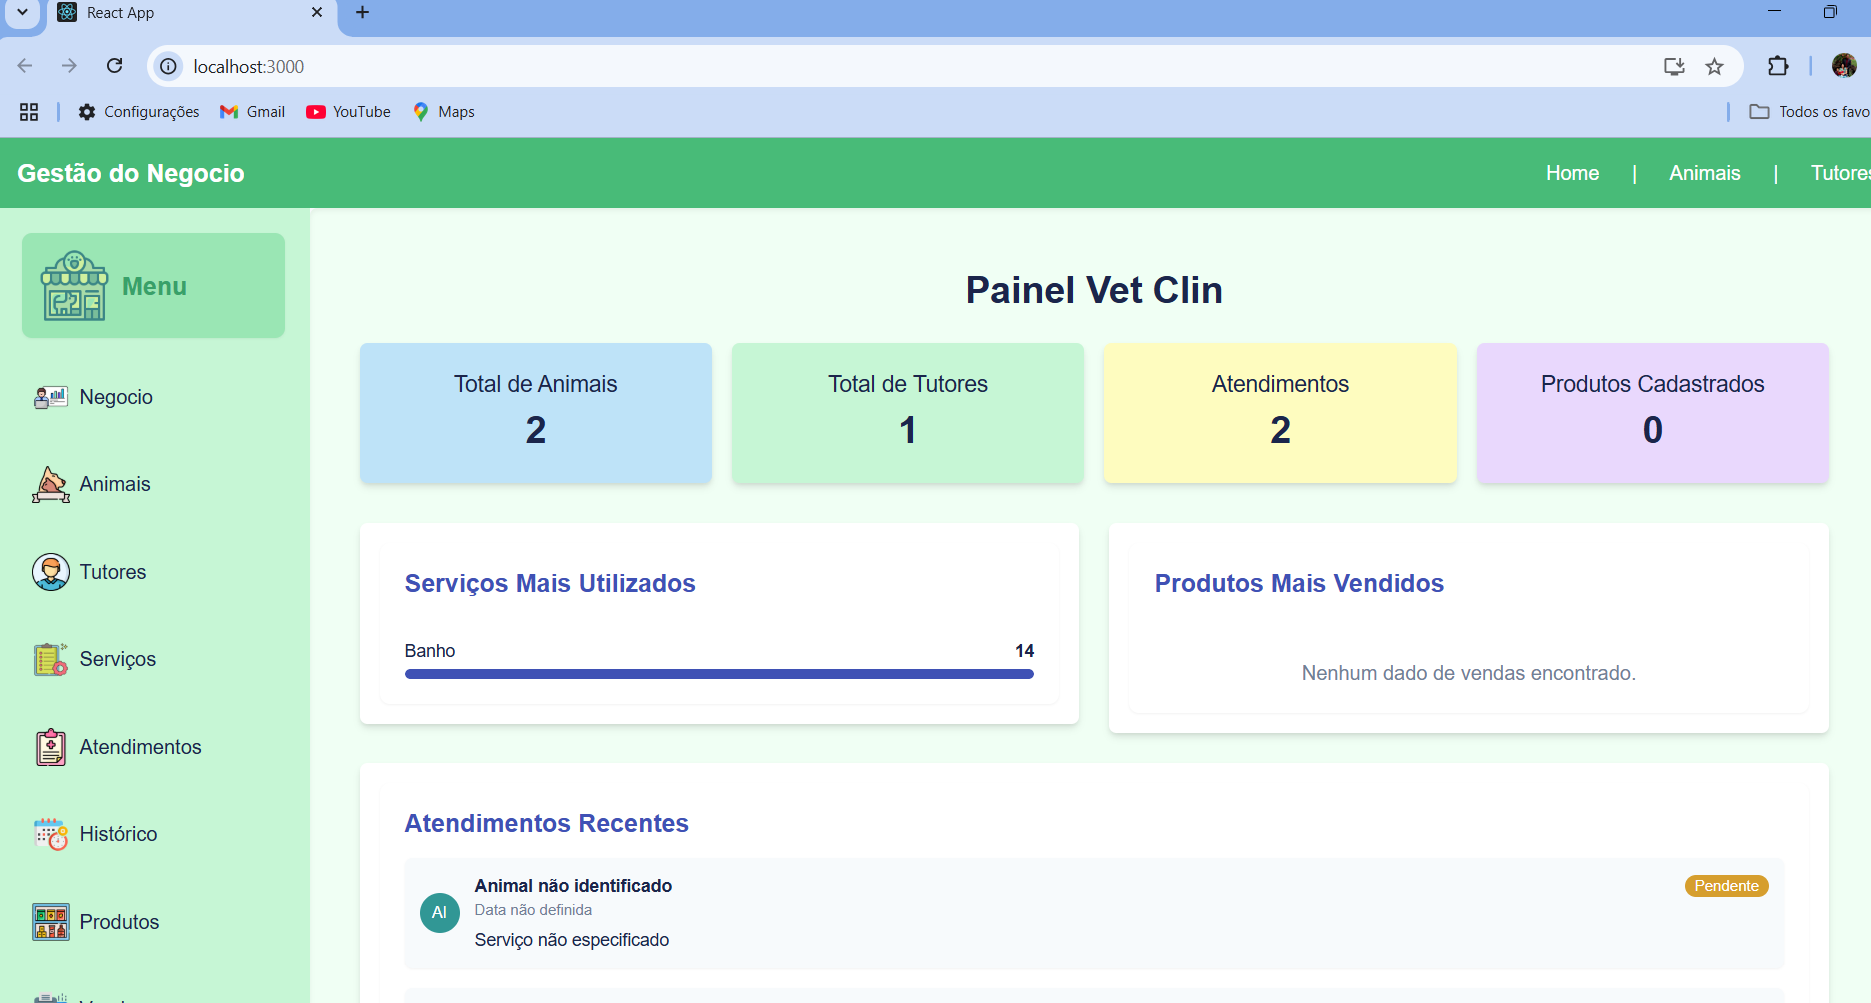 React App
localhost:3000
Configurações
Gmail
YouTube
Maps
Todos os favo
Gestão do Negocio
Home | Animais | Tutores
Menu
Negocio
Animais
Tutores
Serviços
Atendimentos
Histórico
Produtos
Painel Vet Clin
Total de Animais
2
Total de Tutores
1
Atendimentos
2
Produtos Cadastrados
0
Serviços Mais Utilizados
Banho 14
Produtos Mais Vendidos
Nenhum dado de vendas encontrado.
Atendimentos Recentes
AI
Animal não identificado
Pendente
Data não definida
Serviço não especificado